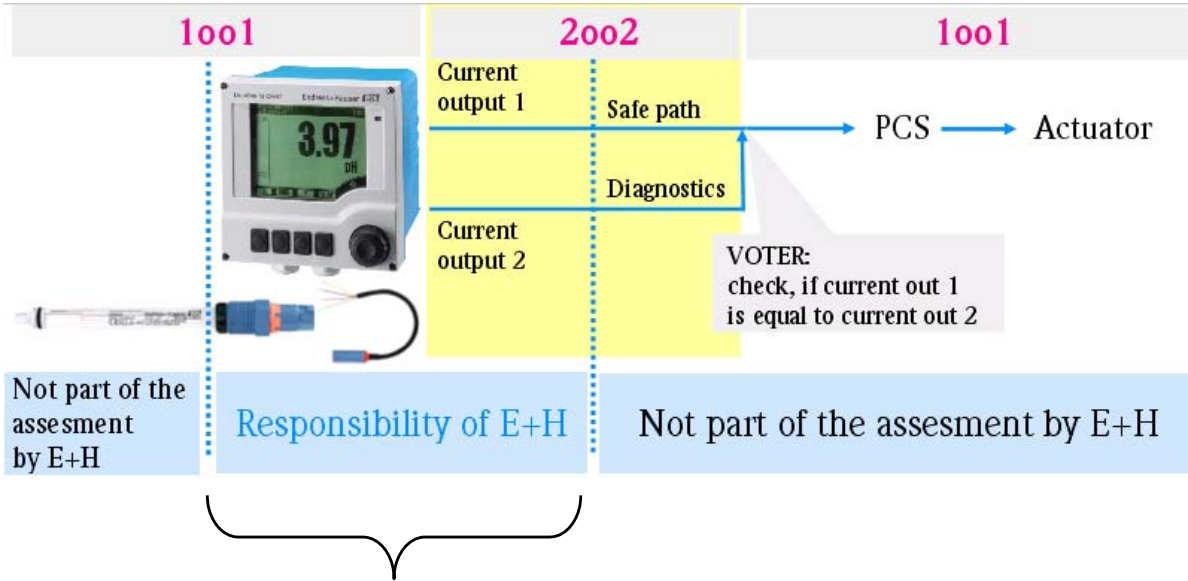 1oo1
2oo2
1oo1
Current
output 1
Safe path
PCS
Actuator
3.97
pH
Diagnostics
Current
output 2
VOTER:
check, if current out 1
is equal to current out 2
Not part of the
assesment
by E+H
Responsibility of E+H
Not part of the assesment by E+H